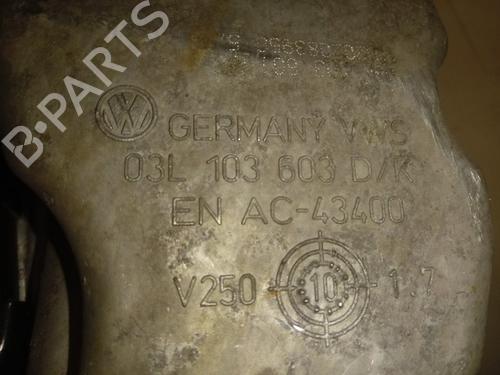 B-PARTS
GERMANY VWS
03L 103 603 D/K
EN AC-43400
V250 10 1.7